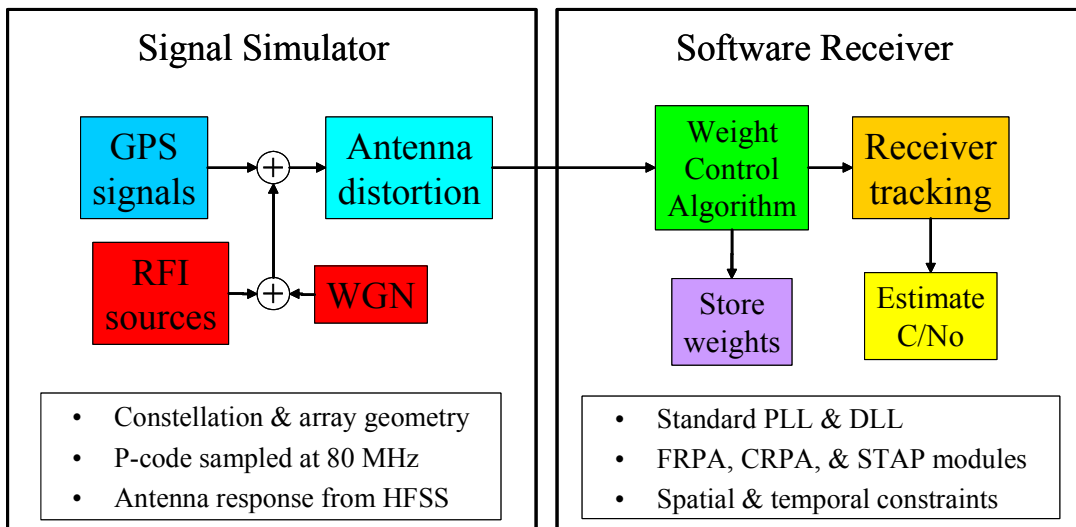 Signal Simulator
GPS
signals
Antenna
distortion
RFI
sources
WGN
• Constellation & array geometry
• P-code sampled at 80 MHz
• Antenna response from HFSS
Software Receiver
Weight
Control
Algorithm
Receiver
tracking
Store
weights
Estimate
C/No
• Standard PLL & DLL
• FRPA, CRPA, & STAP modules
• Spatial & temporal constraints